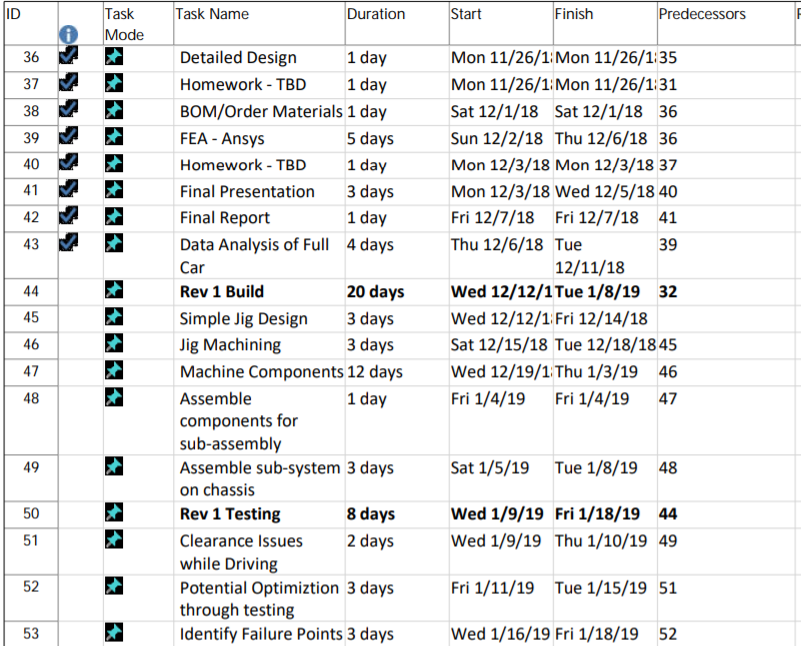 ID Task Mode Task Name Duration Start Finish Predecessors
36 Detailed Design 1 day Mon 11/26/1 Mon 11/26/1 35
37 Homework - TBD 1 day Mon 11/26/1 Mon 11/26/1 31
38 BOM/Order Materials 1 day Sat 12/1/18 Sat 12/1/18 36
39 FEA - Ansys 5 days Sun 12/2/18 Thu 12/6/18 36
40 Homework - TBD 1 day Mon 12/3/18 Mon 12/3/18 37
41 Final Presentation 3 days Mon 12/3/18 Wed 12/5/18 40
42 Final Report 1 day Fri 12/7/18 Fri 12/7/18 41
43 Data Analysis of Full 4 days Thu 12/6/18 Tue 39
Car 12/11/18
44 Rev 1 Build 20 days Wed 12/12/1 Tue 1/8/19 32
45 Simple Jig Design 3 days Wed 12/12/1 Fri 12/14/18
46 Jig Machining 3 days Sat 12/15/18 Tue 12/18/18 45
47 Machine Components 12 days Wed 12/19/1 Thu 1/3/19 46
48 Assemble 1 day Fri 1/4/19 Fri 1/4/19 47
components for
sub-assembly
49 Assemble sub-system 3 days Sat 1/5/19 Tue 1/8/19 48
on chassis
50 Rev 1 Testing 8 days Wed 1/9/19 Fri 1/18/19 44
51 Clearance Issues 2 days Wed 1/9/19 Thu 1/10/19 49
while Driving
52 Potential Optimiztion 3 days Fri 1/11/19 Tue 1/15/19 51
through testing
53 Identify Failure Points 3 days Wed 1/16/19 Fri 1/18/19 52